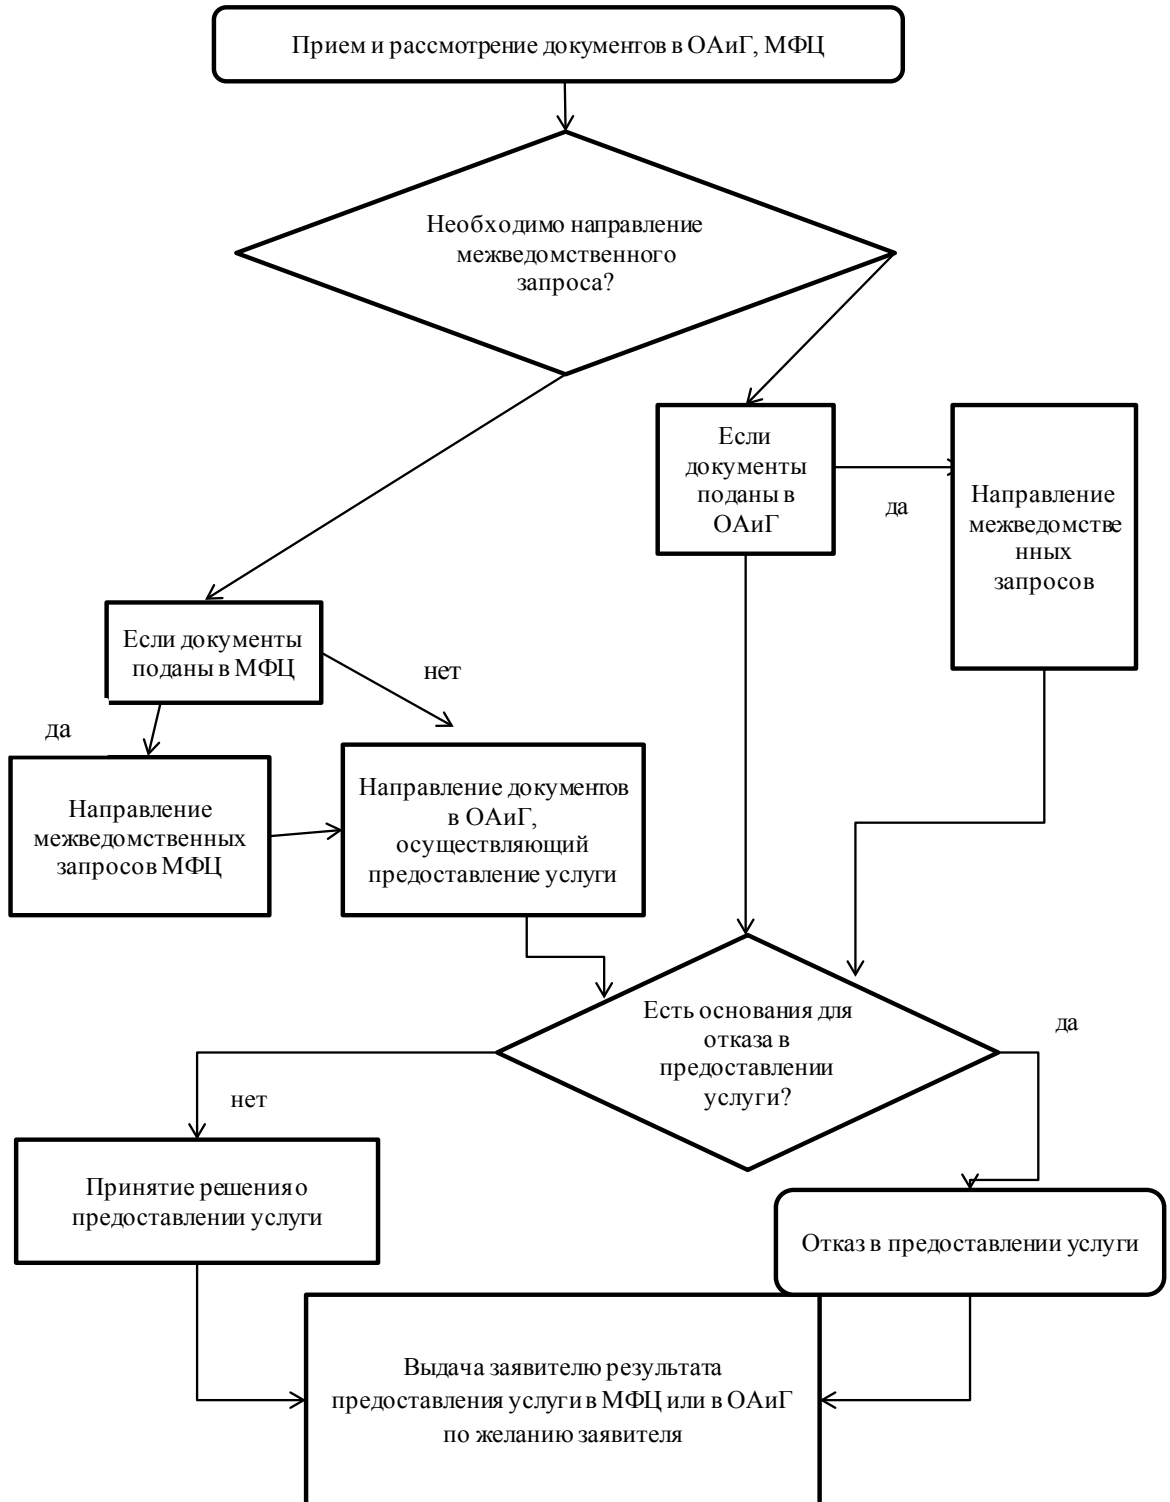 Прием и рассмотрение документов в ОАиГ, МФЦ
Необходимо направление
межведомственного
запроса?
Если
документы
поданы в
ОАиГ
да
Направление
межведомстве
нных
запросов
Если документы
поданы в МФЦ
нет
да
Направление
межведомственных
запросов МФЦ
Направление документов
в ОАиГ,
осуществляющий
предоставление услуги
Есть основания для
отказа в
предоставлении
услуги?
да
нет
Принятие решения о
предоставлении услуги
Отказ в предоставлении услуги
Выдача заявителю результата
предоставления услуги в МФЦ или в ОАиГ
по желанию заявителя